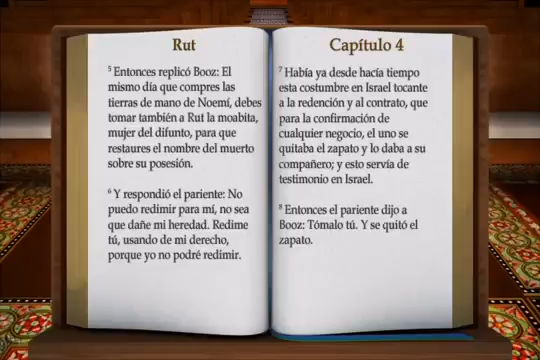 Rut
⁵ Entonces replicó Booz: El
mismo día que compres las
tierras de mano de Noemí, debes
tomar también a Rut la moabita,
mujer del difunto, para que
restaures el nombre del muerto
sobre su posesión.
⁶ Y respondió el pariente: No
puedo redimir para mí, no sea
que dañe mi heredad. Redime
tú, usando de mi derecho,
porque yo no podré redimir.
Capítulo 4
⁷ Había ya desde hacía tiempo
esta costumbre en Israel tocante
a la redención y al contrato, que
para la confirmación de
cualquier negocio, el uno se
quitaba el zapato y lo daba a su
compañero; y esto servía de
testimonio en Israel.
⁸ Entonces el pariente dijo a
Booz: Tómalo tú. Y se quitó el
zapato.